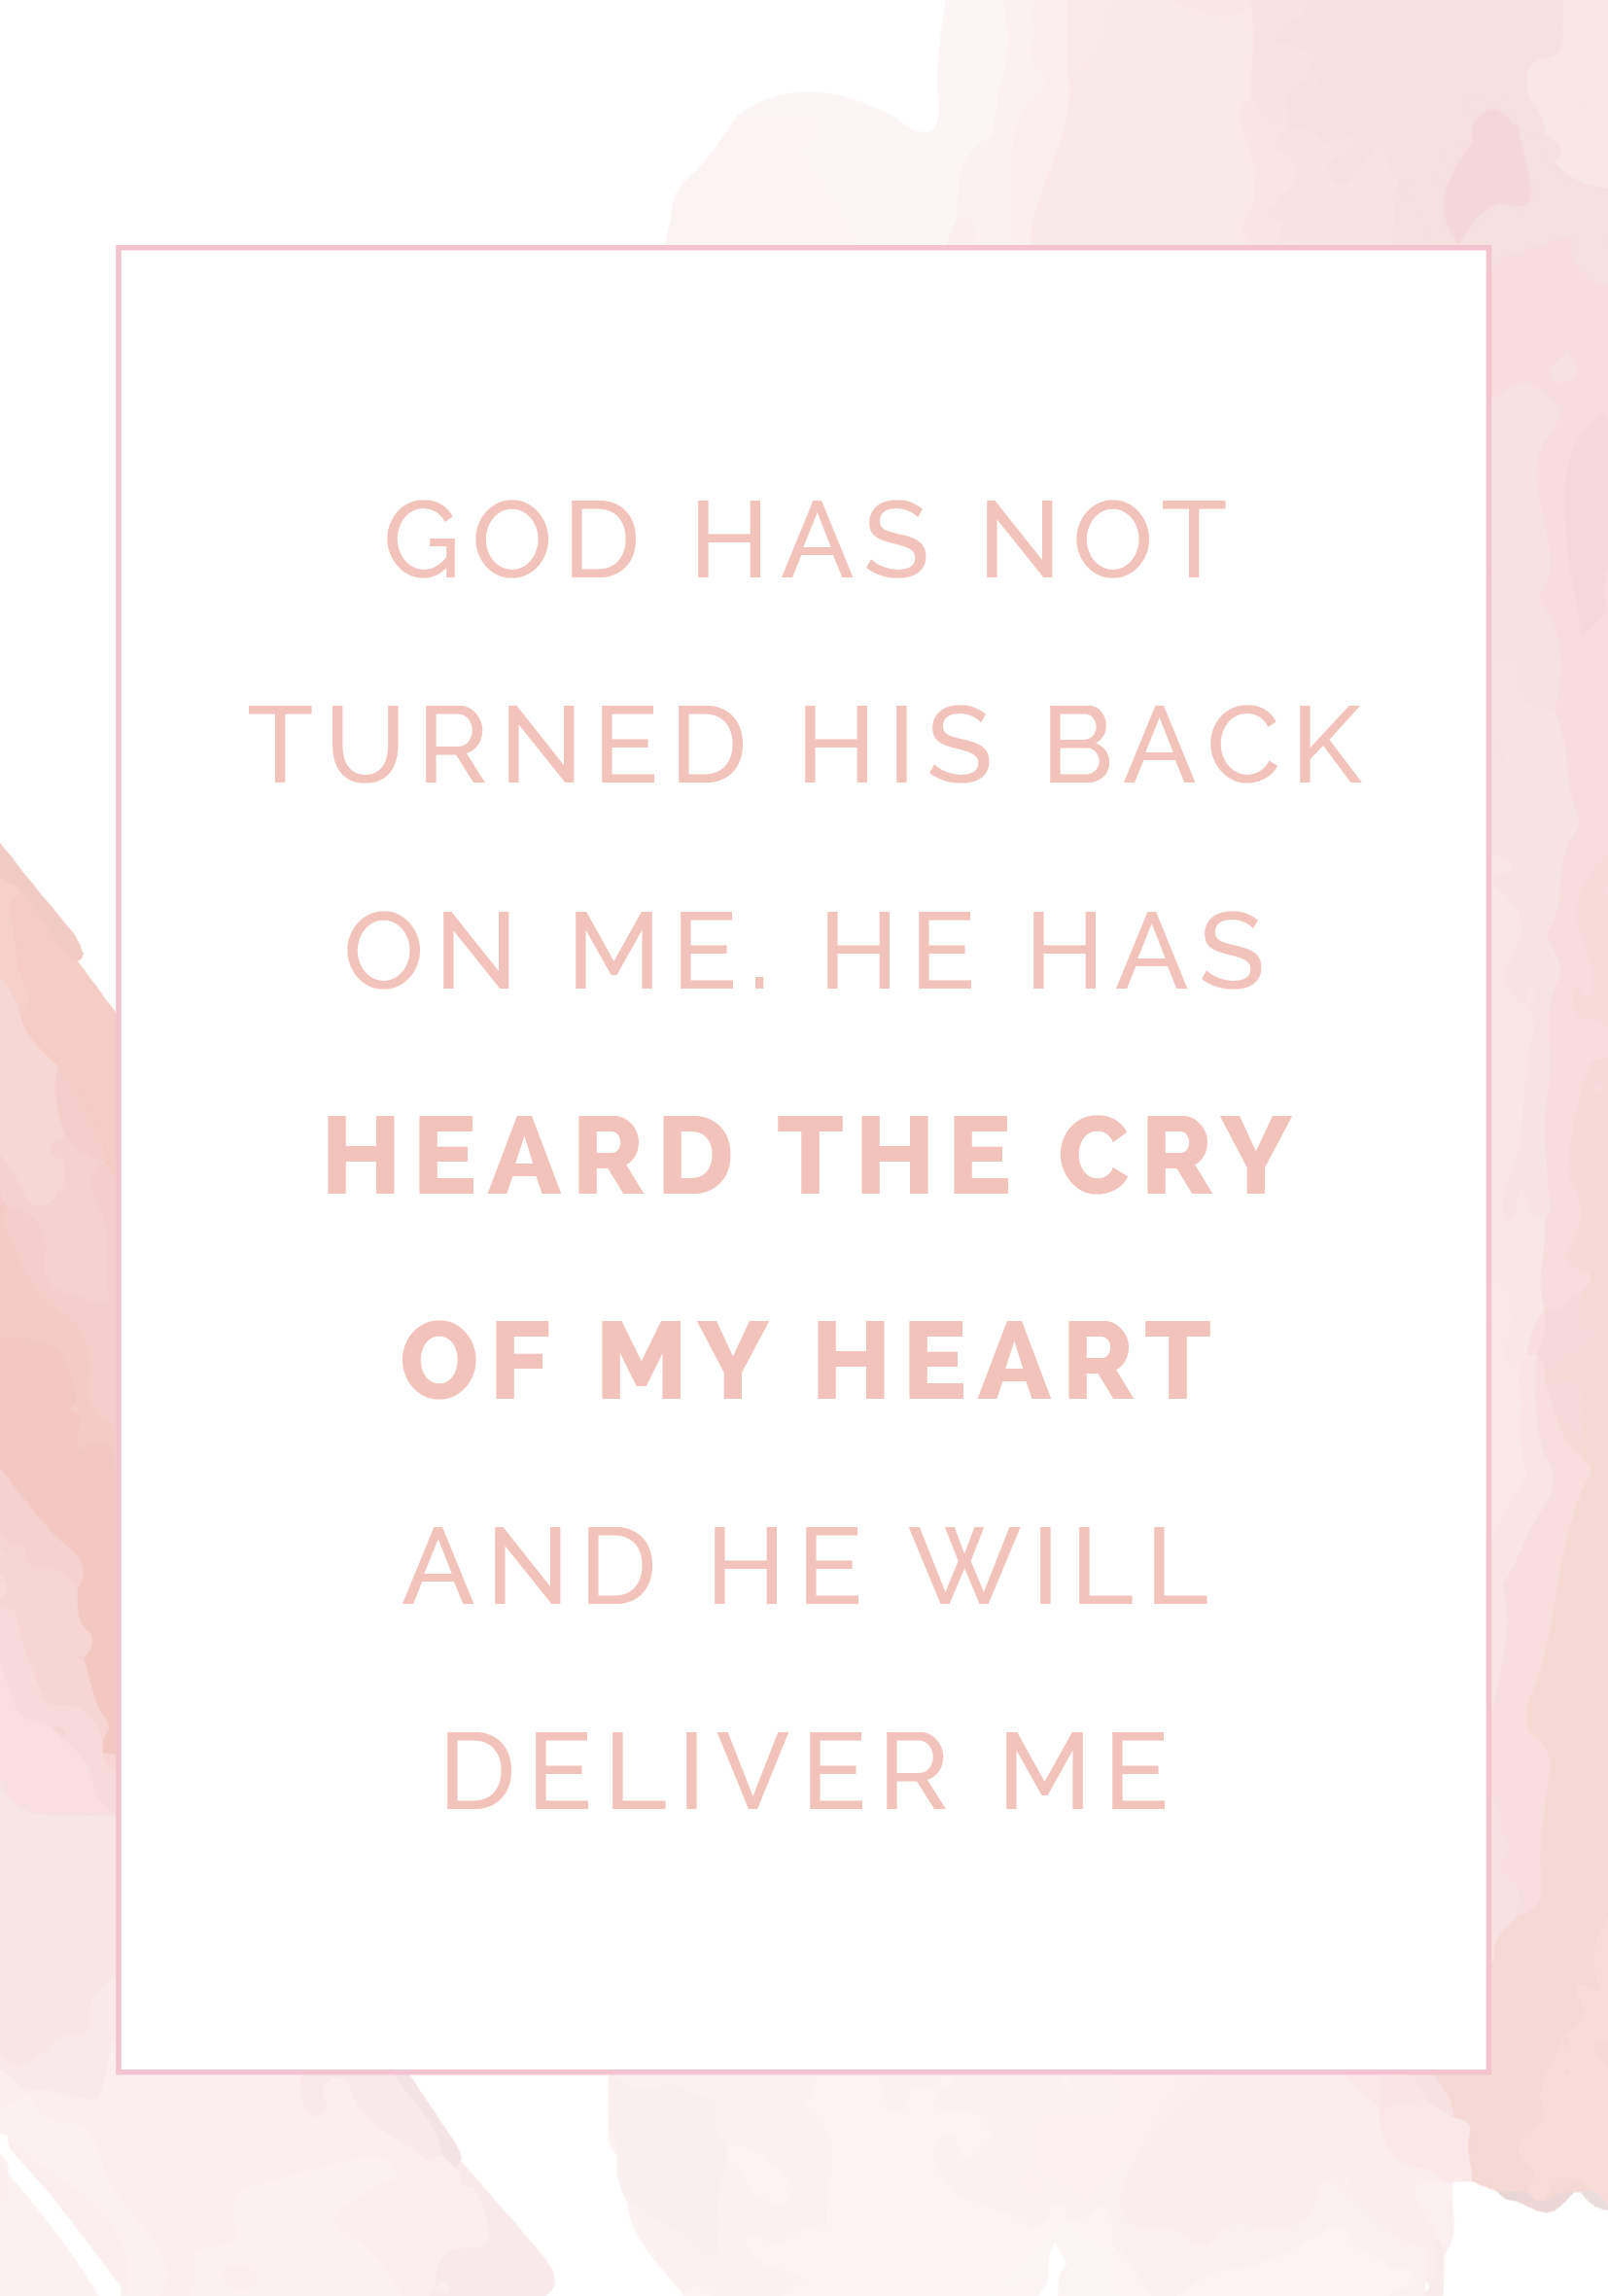 GOD HAS NOT
TURNED HIS BACK
ON ME. HE HAS
HEARD THE CRY
OF MY HEART
AND HE WILL
DELIVER ME